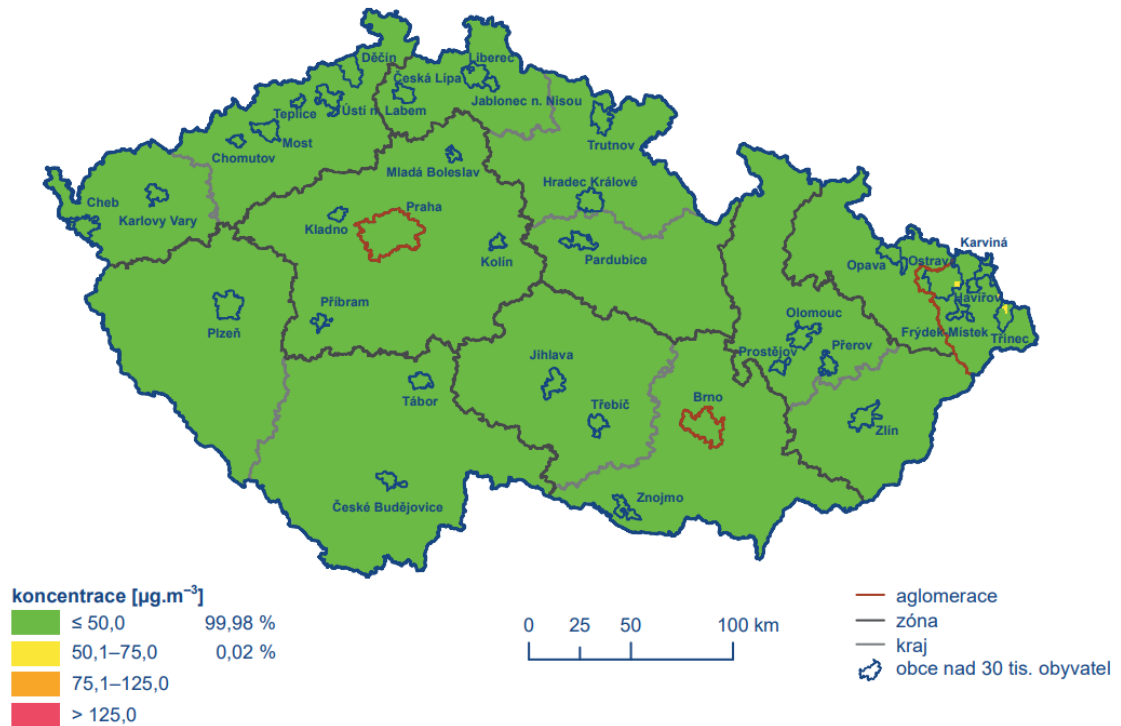 Děčín
Liberec
Česká Lípa
Jablonec n. Nisou
Teplice
Ústí n. Labem
Most
Trutnov
Chomutov
Mladá Boleslav
Hradec Králové
Cheb
Karlovy Vary
Praha
Kladno
Kolín
Pardubice
Karviná
Opava
Ostrava
Havířov
Plzeň
Příbram
Olomouc
Frýdek-Místek
Třinec
Jihlava
Prostějov
Přerov
Tábor
Třebíč
Brno
Zlín
České Budějovice
Znojmo
koncentrace [µg.m⁻³]
≤ 50,0 99,98 %
50,1–75,0 0,02 %
75,1–125,0
> 125,0
0 25 50 100 km
aglomerace
zóna
kraj
obce nad 30 tis. obyvatel